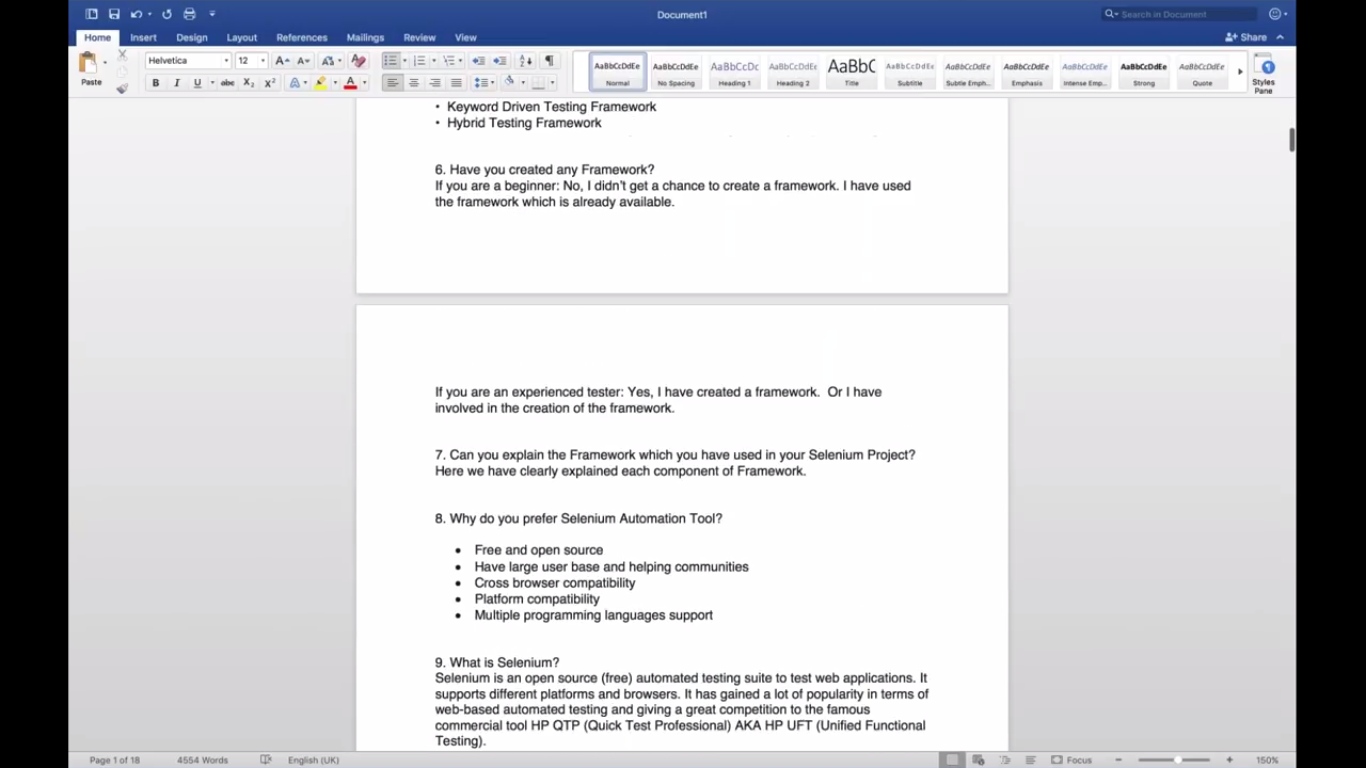 Document1
Search in Document
Home Insert Design Layout References Mailings Review View
Share
Paste
Helvetica 12
B I U abc X₂ X² A
AaBbCcDdEe AaBbCcDdEe AaBbCcDc AaBbCcDdEe AaBbC AaBbCcDdEe AaBbCcDdEe AaBbCcDdEe AaBbCcDdEe AaBbCcDdEe AaBbCcDdEe
Normal No Spacing Heading 1 Heading 2 Title Subtitle Subtle Emph... Emphasis Intense Emp... Strong Quote
Styles
Pane
• Keyword Driven Testing Framework
• Hybrid Testing Framework
6. Have you created any Framework?
If you are a beginner: No, I didn't get a chance to create a framework. I have used
the framework which is already available.
If you are an experienced tester: Yes, I have created a framework.  Or I have
involved in the creation of the framework.
7. Can you explain the Framework which you have used in your Selenium Project?
Here we have clearly explained each component of Framework.
8. Why do you prefer Selenium Automation Tool?
• Free and open source
• Have large user base and helping communities
• Cross browser compatibility
• Platform compatibility
• Multiple programming languages support
9. What is Selenium?
Selenium is an open source (free) automated testing suite to test web applications. It
supports different platforms and browsers. It has gained a lot of popularity in terms of
web-based automated testing and giving a great competition to the famous
commercial tool HP QTP (Quick Test Professional) AKA HP UFT (Unified Functional
Testing).
Page 1 of 18 4554 Words English (UK) Focus 150%